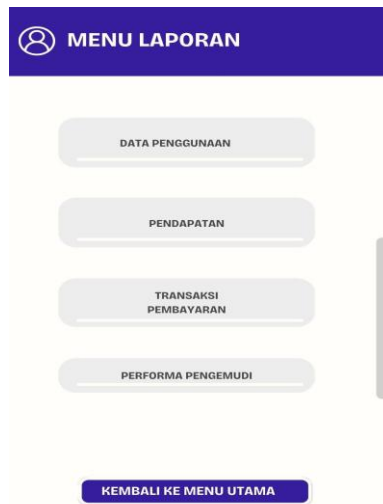 MENU LAPORAN
DATA PENGGUNAAN
PENDAPATAN
TRANSAKSI
PEMBAYARAN
PERFORMA PENGEMUDI
KEMBALI KE MENU UTAMA